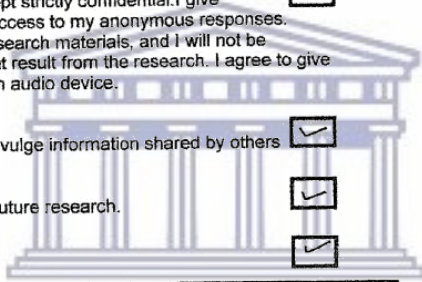 ept strictly confidential.I give
ccess to my anonymous responses.
search materials, and I will not be
t result from the research. I agree to give
n audio device.
vulge information shared by others
uture research.